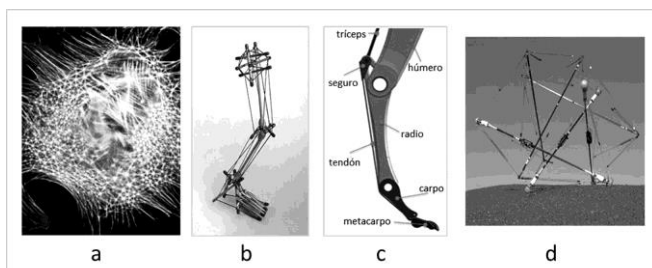 tríceps
húmero
seguro
radio
tendón
carpo
metacarpo
a b c d